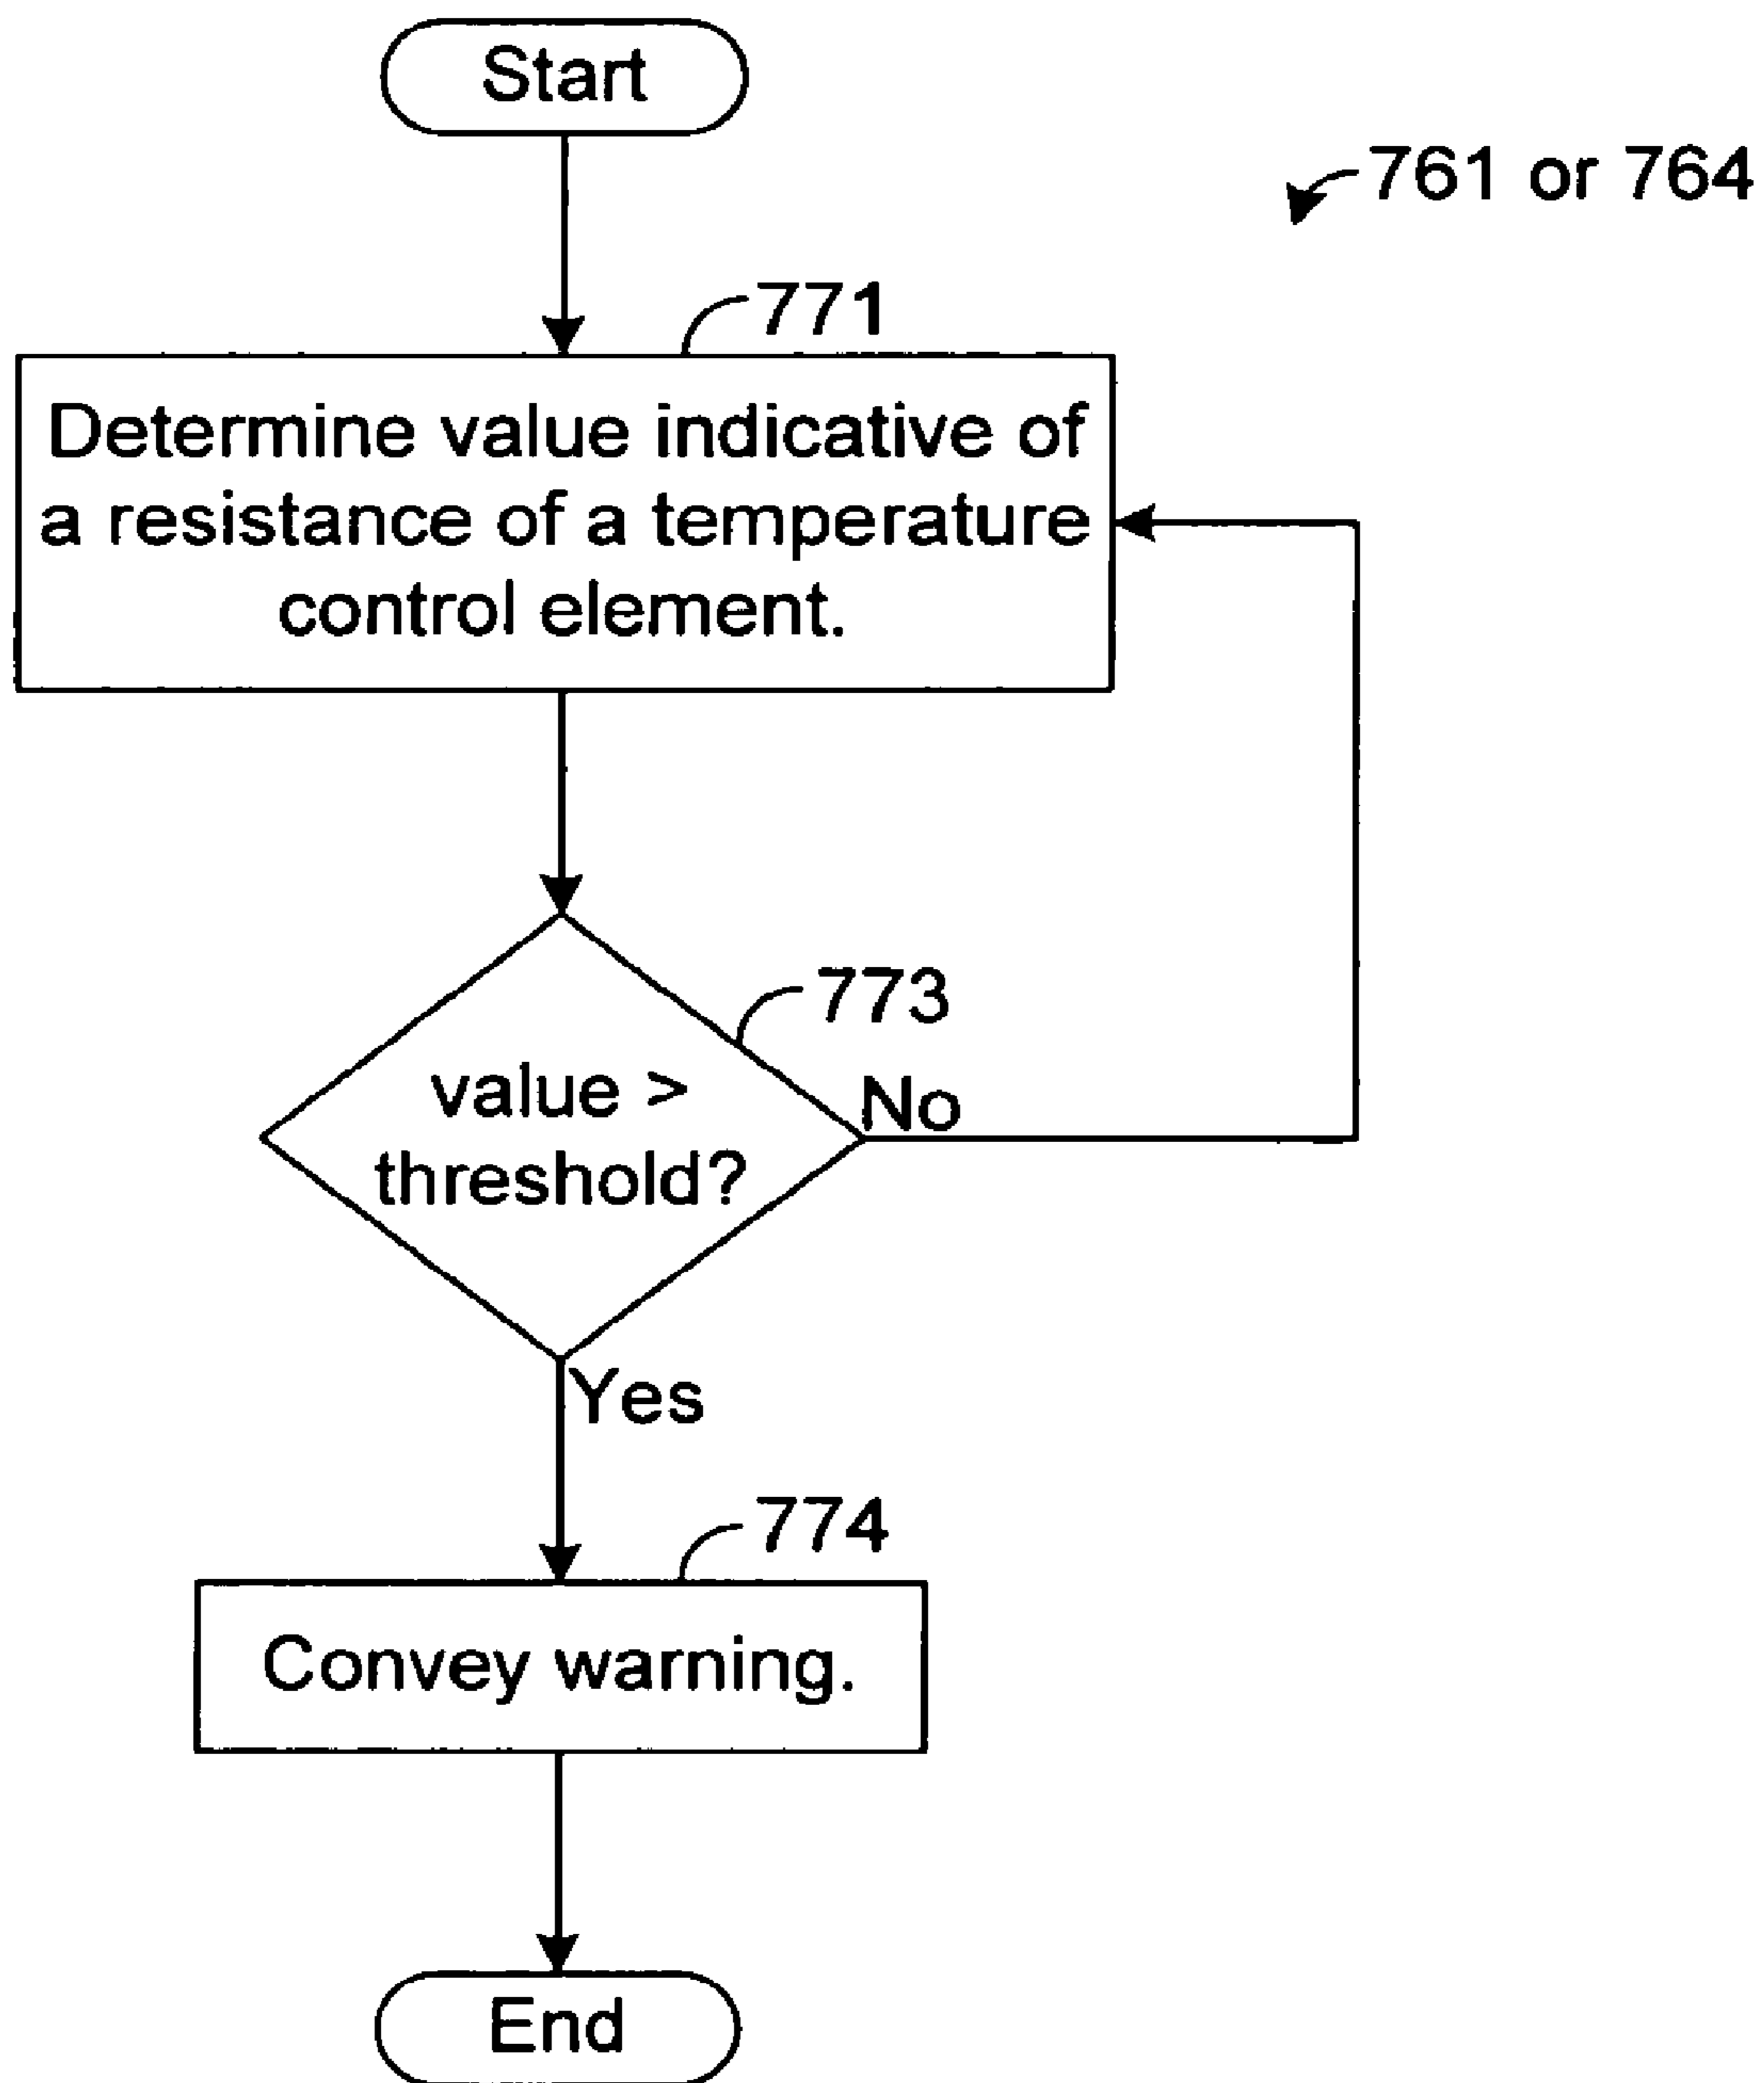 Start
761 or 764
771
Determine value indicative of
a resistance of a temperature
control element.
773
value >
threshold?
No
Yes
774
Convey warning.
End